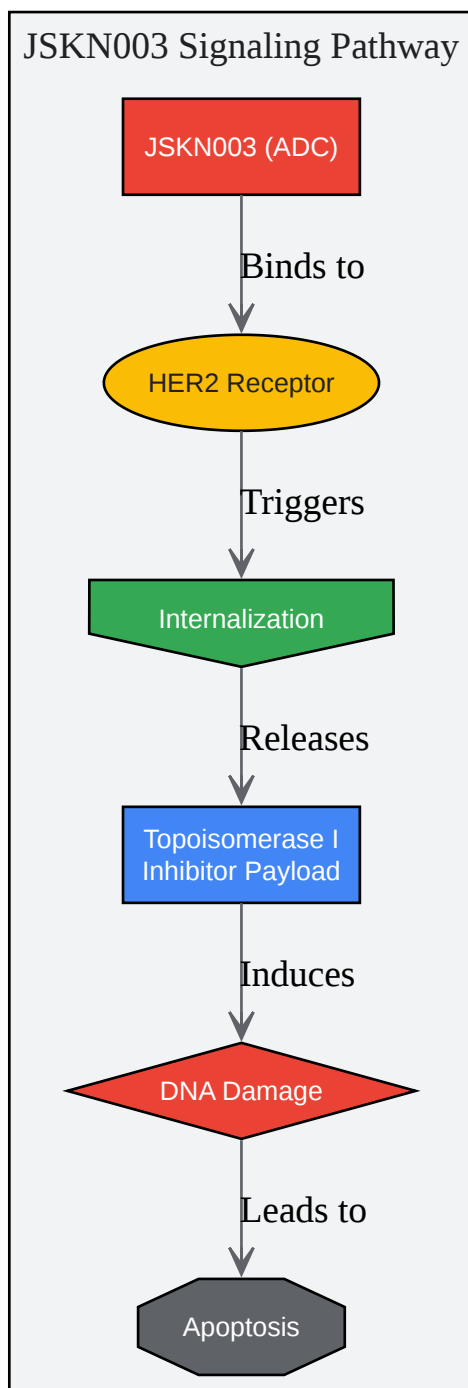 JSKN003 Signaling Pathway
JSKN003 (ADC)
Binds to
HER2 Receptor
Triggers
Internalization
Releases
Topoisomerase I
Inhibitor Payload
Induces
DNA Damage
Leads to
Apoptosis